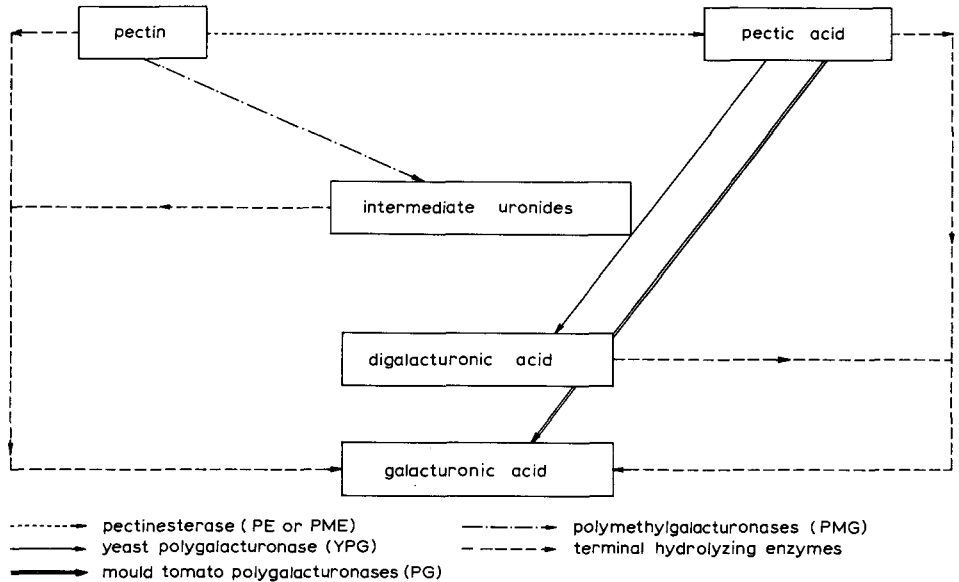 pectin
pectic acid
intermediate uronides
digalacturonic acid
galacturonic acid
pectinesterase (PE or PME)
yeast polygalacturonase (YPG)
mould tomato polygalacturonases (PG)
polymethylgalacturonases (PMG)
terminal hydrolyzing enzymes